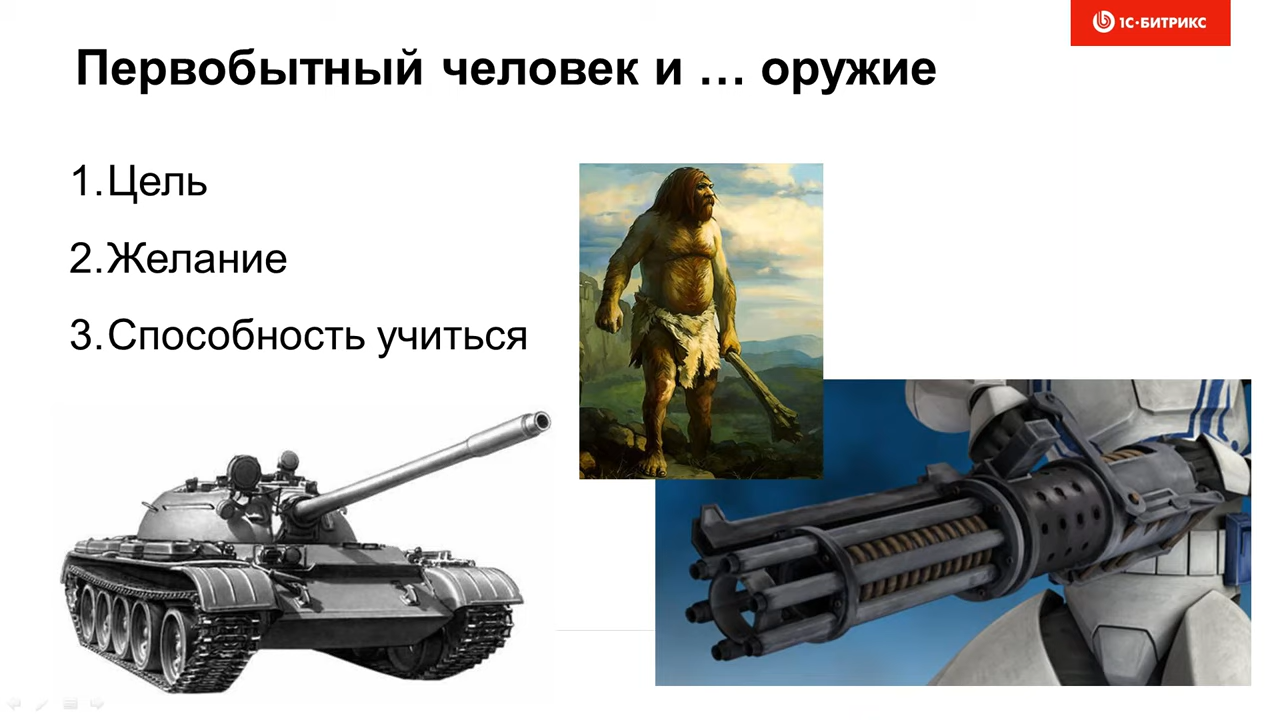 1С-БИТРИКС
Первобытный человек и … оружие
1.Цель
2.Желание
3.Способность учиться